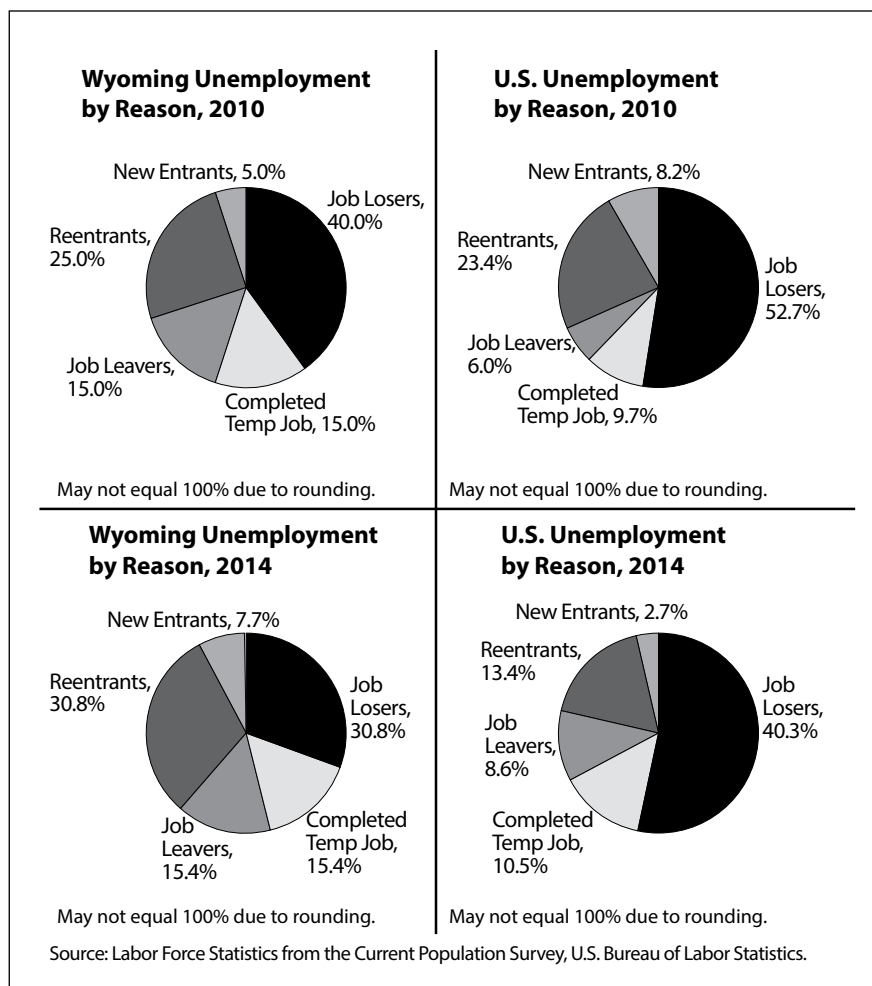 Wyoming Unemployment
by Reason, 2010
New Entrants, 5.0%
Job Losers,
40.0%
Reentrants,
25.0%
Job Leavers,
15.0%
Completed
Temp Job, 15.0%
May not equal 100% due to rounding.
U.S. Unemployment
by Reason, 2010
New Entrants, 8.2%
Reentrants,
23.4%
Job
Losers,
52.7%
Job Leavers,
6.0%
Completed
Temp Job, 9.7%
May not equal 100% due to rounding.
Wyoming Unemployment
by Reason, 2014
New Entrants, 7.7%
Reentrants,
30.8%
Job
Losers,
30.8%
Job
Leavers,
15.4%
Completed
Temp Job,
15.4%
May not equal 100% due to rounding.
U.S. Unemployment
by Reason, 2014
New Entrants, 2.7%
Reentrants,
13.4%
Job
Losers,
40.3%
Job
Leavers,
8.6%
Completed
Temp Job,
10.5%
May not equal 100% due to rounding.
Source: Labor Force Statistics from the Current Population Survey, U.S. Bureau of Labor Statistics.